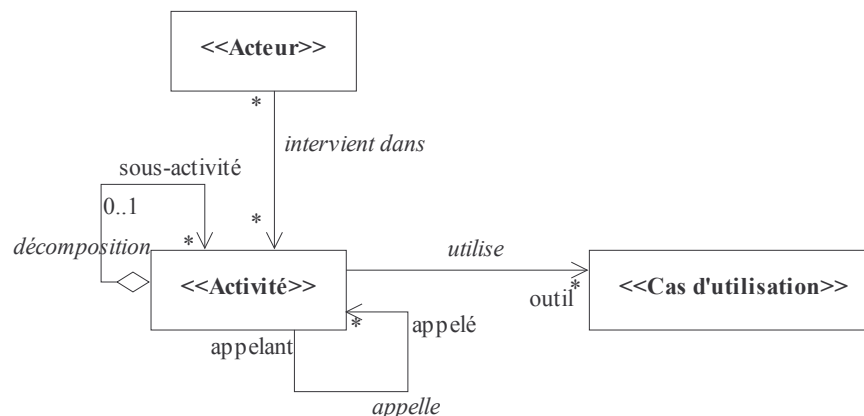 <<Acteur>>
*
intervient dans
sous-activité
0..1
*
décomposition
*
<<Activité>>
utilise
*
outil
<<Cas d'utilisation>>
appelant
*
appelé
appelle